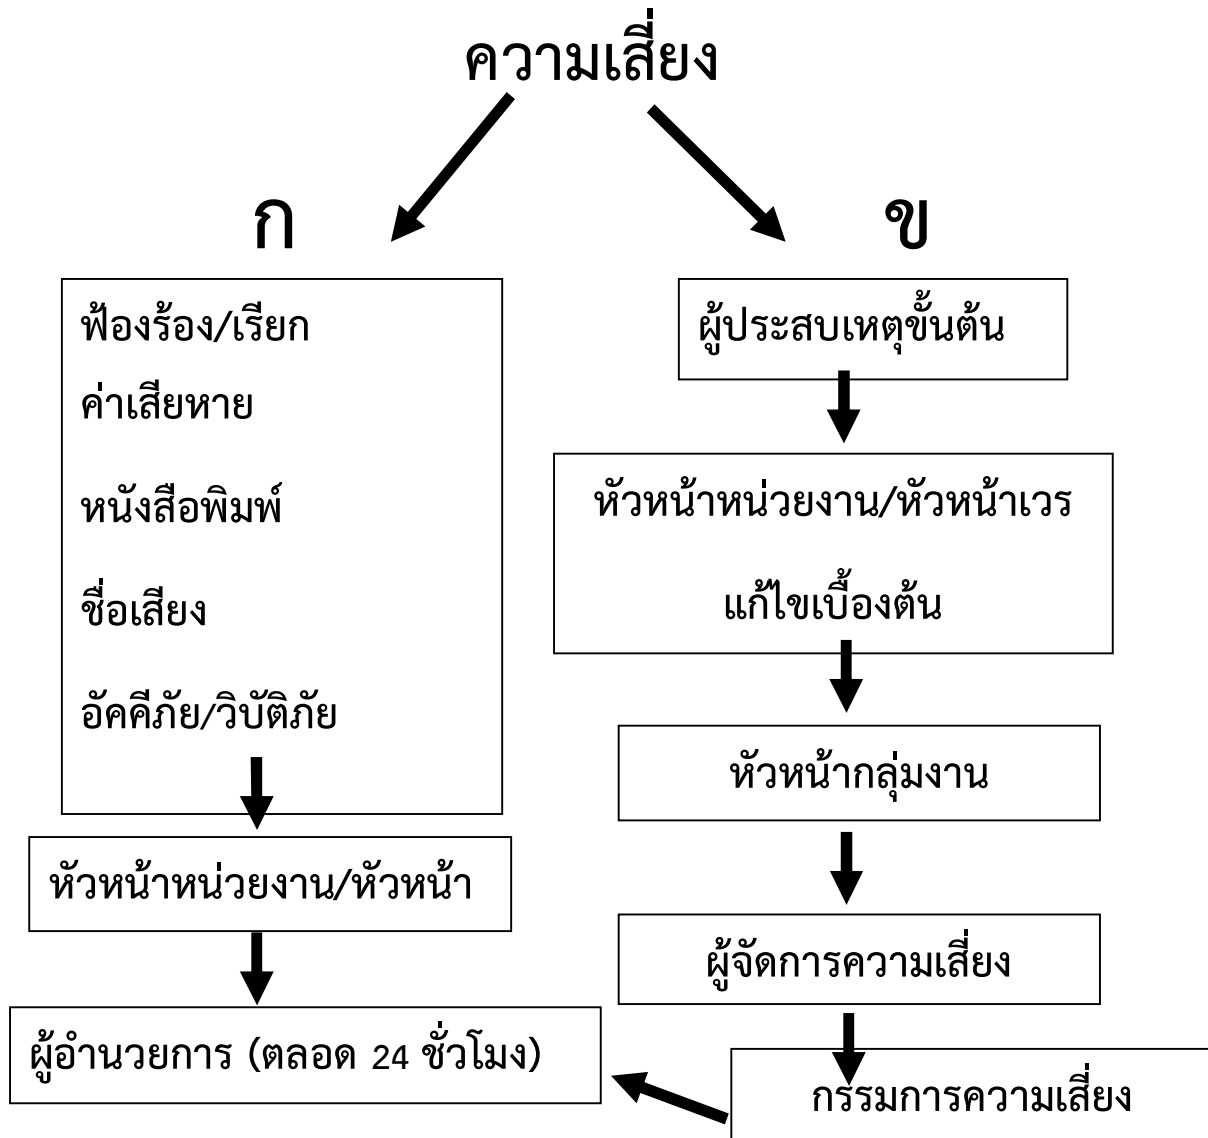 ความเสี่ยง
ก
ข
ฟ้องร้อง/เรียก
ค่าเสียหาย
หนังสือพิมพ์
ชื่อเสียง
อัคคีภัย/วิบัติภัย
หัวหน้าหน่วยงาน/หัวหน้า
ผู้อำนวยการ (ตลอด 24 ชั่วโมง)
ผู้ประสบเหตุขั้นต้น
หัวหน้าหน่วยงาน/หัวหน้าเวร
แก้ไขเบื้องต้น
หัวหน้ากลุ่มงาน
ผู้จัดการความเสี่ยง
กรรมการความเสี่ยง